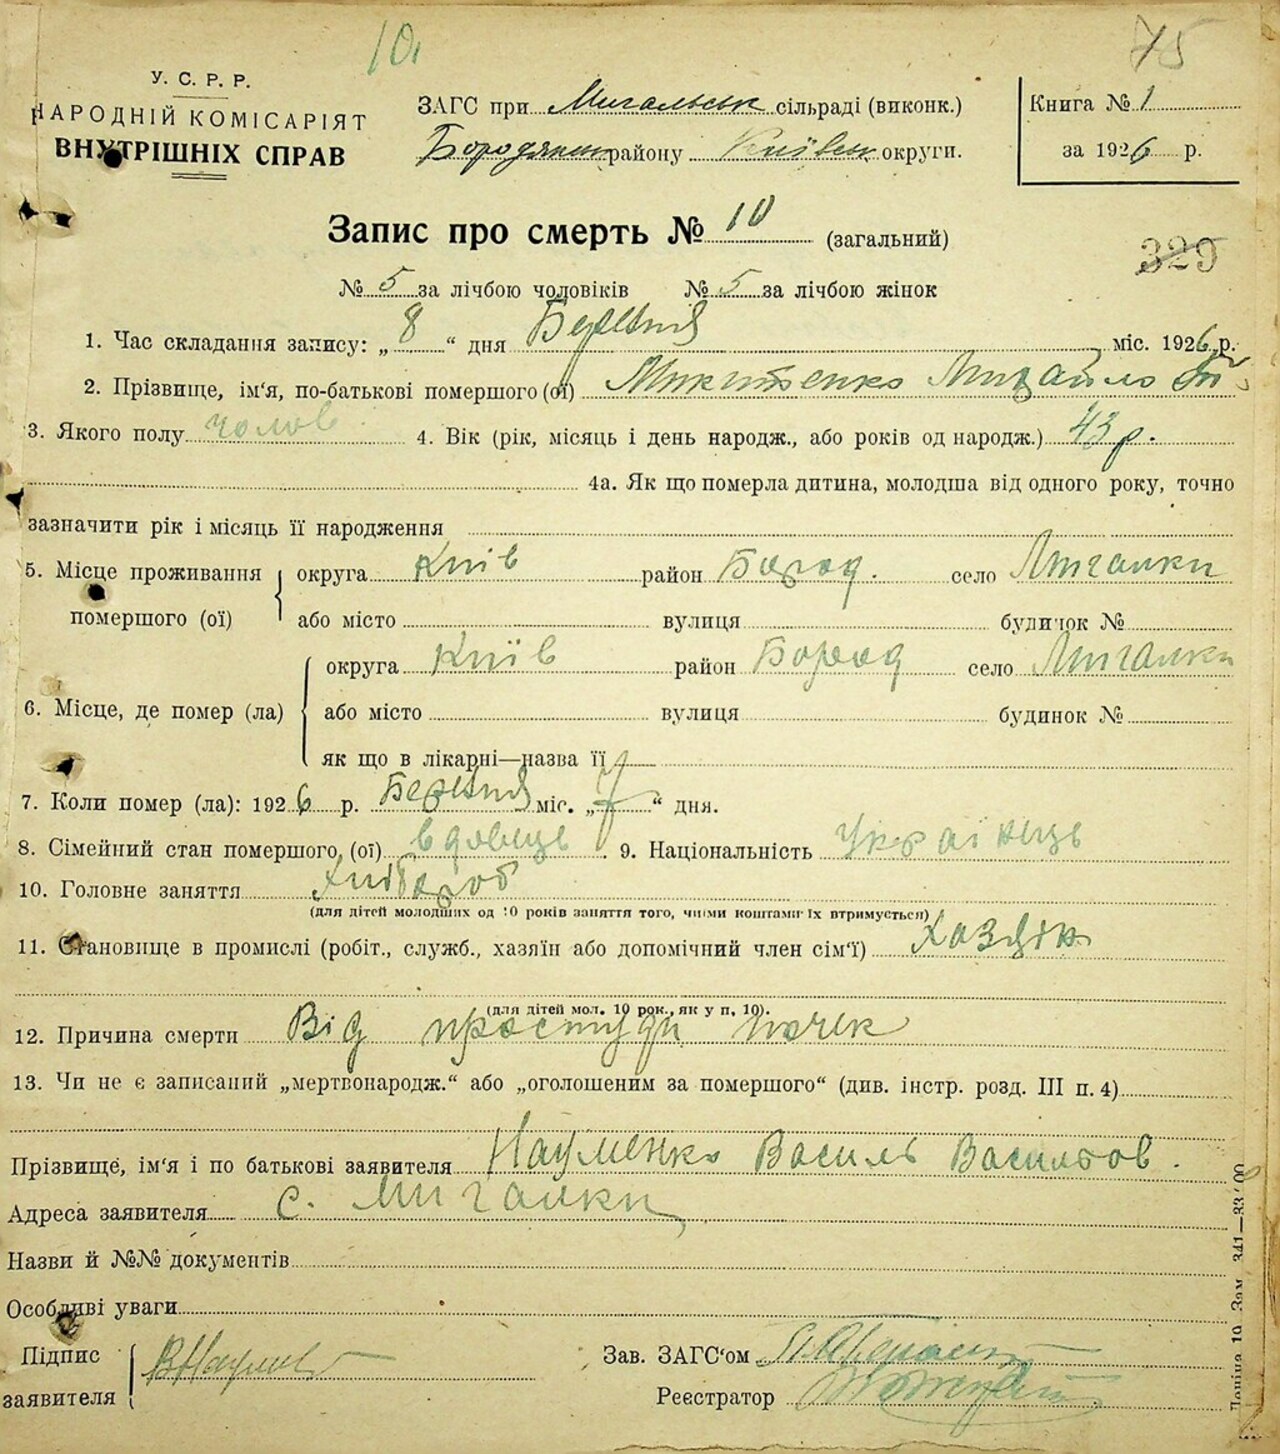 10.
75
У. С. Р. Р.
НАРОДНІЙ КОМІСАРІЯТ
ВНУТРІШНІХ СПРАВ
ЗАГС при Мигальськ сільраді (виконк.)
Бородянск району Київськ округи.
Книга № 1
за 1926 р.
Запис про смерть № 10 (загальний)
329
№ 5 за лічбою чоловіків № 5 за лічбою жінок
1. Час складання запису: „ 8 “ дня Березня міс. 1926 р.
2. Прізвище, ім'я, по-батькові помершого (ої) Микитенко Михайло
3. Якого полу чолов 4. Вік (рік, місяць і день народж., або років од народж.) 43 р.
4а. Як що померла дитина, молодша від одного року, точно
зазначити рік і місяць її народження
5. Місце проживання помершого (ої) округа Київ район Бород. село Мигалки
або місто вулиця будинок №
6. Місце, де помер (ла) округа Київ район Бород село Мигалки
або місто вулиця будинок №
як що в лікарні—назва її
7. Коли помер (ла): 1926 р. Березня міс. „ 7 “ дня.
8. Сімейний стан помершого, (ої) вдовець 9. Національність Українець
10. Головне заняття Хлібороб
(для дітей молодших од 10 років заняття того, чиїми коштами їх втримується)
11. Становище в промислі (робіт., служб., хазяїн або допомічний член сім'ї) Хазяін
(для дітей мол. 10 рок., як у п. 10).
12. Причина смерти Від простуди почек
13. Чи не є записаний „мертвонародж.“ або „оголошеним за помершого“ (див. інстр. розд. III п. 4)
Прізвище, ім'я і по батькові заявителя Науменко Василь Васильов.
Адреса заявителя с. Мигалки
Назви й №№ документів
Особливі уваги
Підпис заявителя
Зав. ЗАГС'ом
Реєстратор